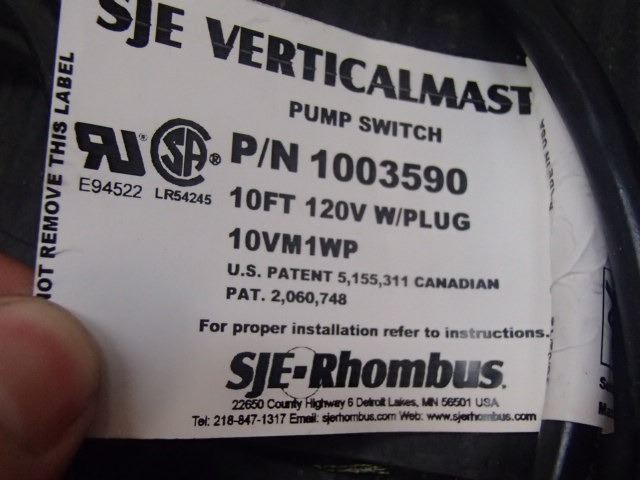 SJE VERTICALMAST
PUMP SWITCH
P/N 1003590
10FT 120V W/PLUG
10VM1WP
U.S. PATENT 5,155,311 CANADIAN
PAT. 2,060,748
For proper installation refer to instructions.
SJE-Rhombus®
22650 County Highway 6 Detroit Lakes, MN 56501 USA
Tel: 218-847-1317 Email: sjerhombus.com Web: www.sjerhombus.com
NOT REMOVE THIS LABEL
RU®
SA®
E94522
LR54245